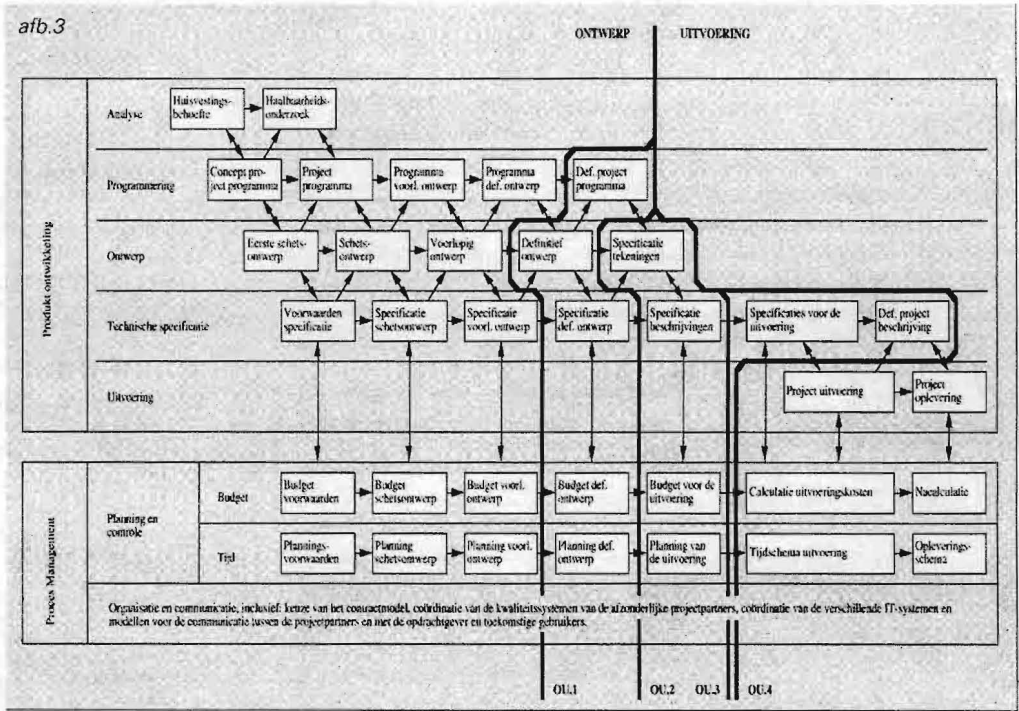 afb.3
ONTWERP
UITVOERING
Produkt ontwikkeling
Analyse
Huisvestings-
behoefte
Haalbaarheids-
onderzoek
Programmering
Concept pro-
ject programma
Project
programma
Programma
voorl. ontwerp
Programma
def. ontwerp
Def. project
programma
Ontwerp
Eerste schets-
ontwerp
Schets-
ontwerp
Voorlopig
ontwerp
Definitief
ontwerp
Specificatie
tekeningen
Technische specificatie
Voorwaarden
specificatie
Specificatie
schetsontwerp
Specificatie
voorl. ontwerp
Specificatie
def. ontwerp
Specificatie
beschrijvingen
Specificaties voor de
uitvoering
Def. project
beschrijving
Uitvoering
Project uitvoering
Project
oplevering
Proces Management
Planning en
controle
Budget
Budget
voorwaarden
Budget
schetsontwerp
Budget voorl.
ontwerp
Budget def.
ontwerp
Budget voor de
uitvoering
Calculatie uitvoeringskosten
Nacalculatie
Tijd
Plannings-
voorwaarden
Planning
schetsontwerp
Planning voorl.
ontwerp
Planning def.
ontwerp
Planning van
de uitvoering
Tijdschema uitvoering
Opleverings-
schema
Organisatie en communicatie, inclusief: keuze van het contractmodel, coördinatie van de kwaliteitssystemen van de afzonderlijke projectpartners, coördinatie van de verschillende IT-systemen en
modellen voor de communicatie tussen de projectpartners en met de opdrachtgever en toekomstige gebruikers.
OU.1
OU.2
OU.3
OU.4